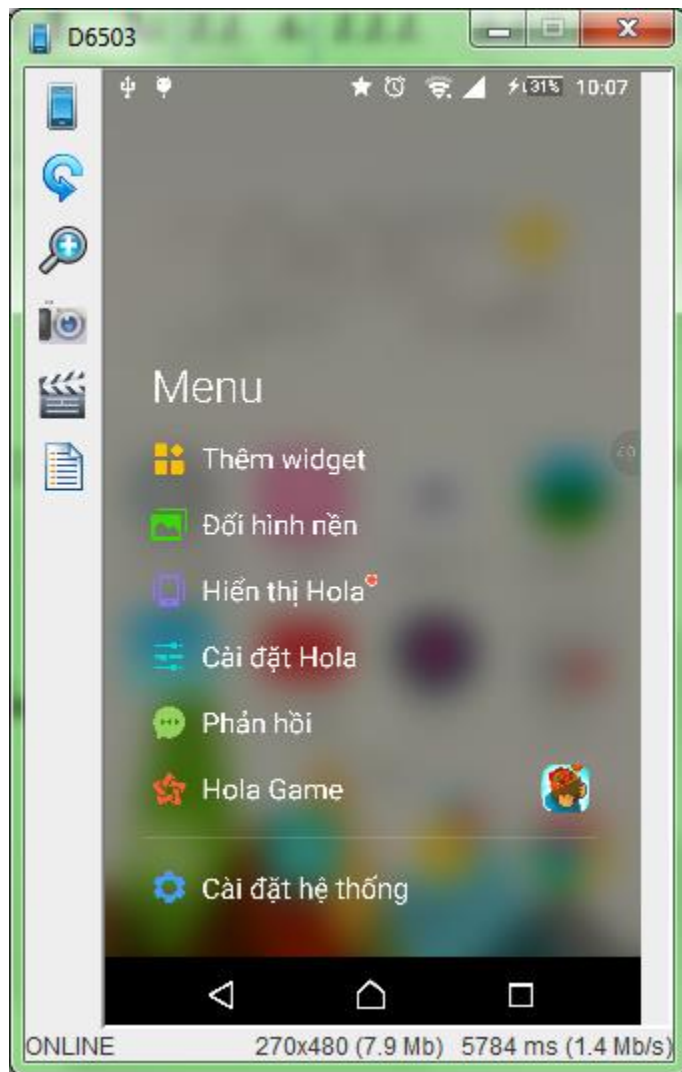 D6503
31% 10:07
Menu
Thêm widget
Đổi hình nền
Hiển thị Hola
Cài đặt Hola
Phản hồi
Hola Game
Cài đặt hệ thống
ONLINE 270x480 (7.9 Mb) 5784 ms (1.4 Mb/s)